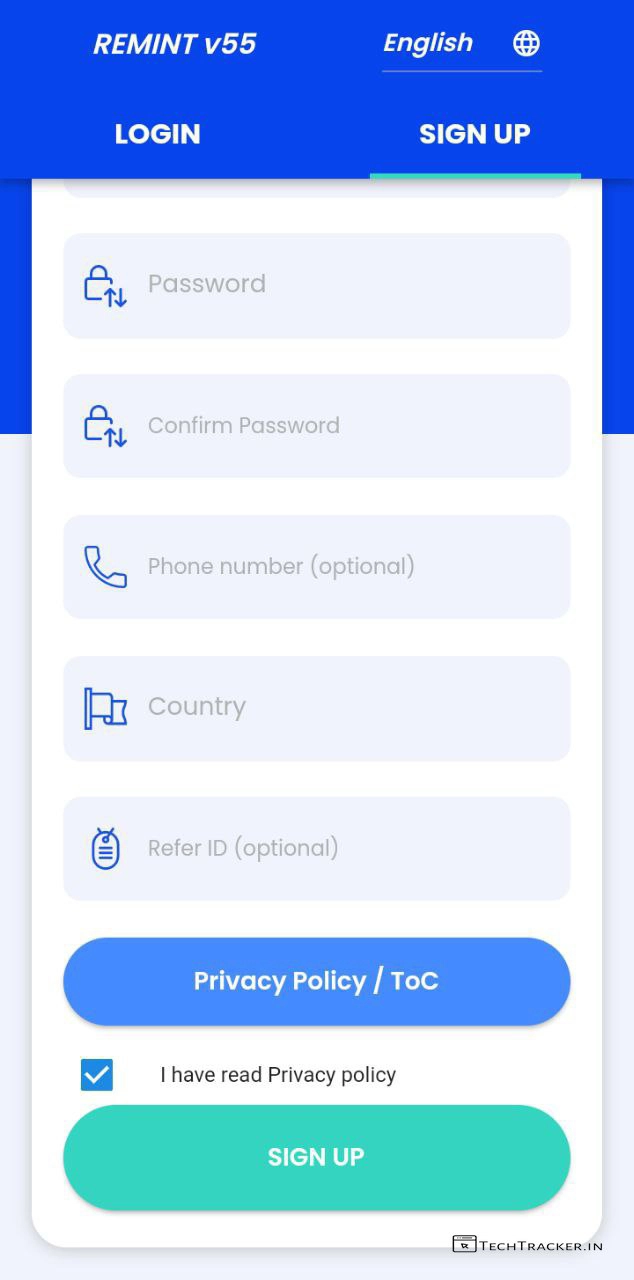 REMINT v55
English
LOGIN
SIGN UP
Password
Confirm Password
Phone number (optional)
Country
Refer ID (optional)
Privacy Policy / ToC
I have read Privacy policy
SIGN UP
TECHTRACKER.IN